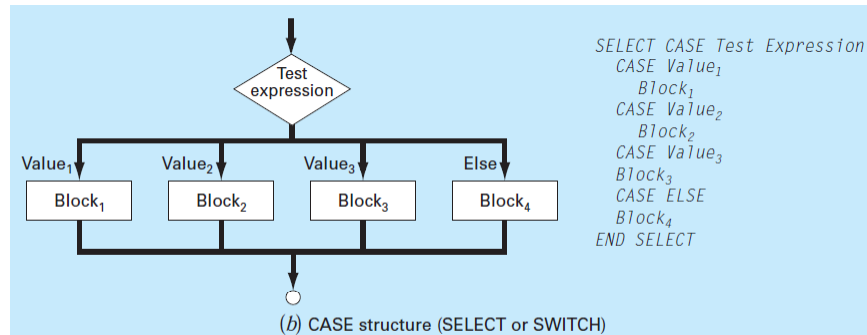 Test
expression
Value₁
Value₂
Value₃
Else
Block₁
Block₂
Block₃
Block₄
SELECT CASE Test Expression
CASE Value₁
Block₁
CASE Value₂
Block₂
CASE Value₃
Block₃
CASE ELSE
Block₄
END SELECT
(b) CASE structure (SELECT or SWITCH)